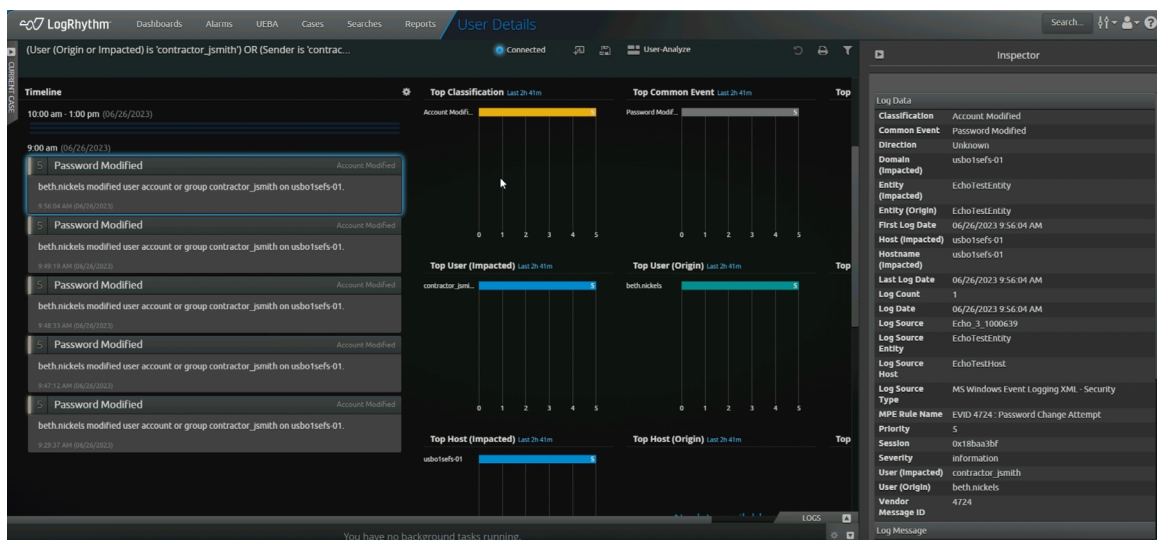 LogRhythm
Dashboards
Alarms
UEBA
Cases
Searches
Reports
User Details
Search...
(User (Origin or Impacted) is 'contractor_jsmith') OR (Sender is 'contrac...
Connected
User-Analyze
Inspector
CURRENT CASE
Timeline
10:00 am - 1:00 pm (06/26/2023)
9:00 am (06/26/2023)
5 Password Modified Account Modified
beth.nickels modified user account or group contractor_jsmith on usbo1sefs-01.
9:56:04 AM (06/26/2023)
5 Password Modified Account Modified
beth.nickels modified user account or group contractor_jsmith on usbo1sefs-01.
9:49:19 AM (06/26/2023)
5 Password Modified Account Modified
beth.nickels modified user account or group contractor_jsmith on usbo1sefs-01.
9:48:33 AM (06/26/2023)
5 Password Modified Account Modified
beth.nickels modified user account or group contractor_jsmith on usbo1sefs-01.
9:47:12 AM (06/26/2023)
5 Password Modified Account Modified
beth.nickels modified user account or group contractor_jsmith on usbo1sefs-01.
9:29:37 AM (06/26/2023)
Top Classification Last 2h 41m
Account Modifi... 5
0 1 2 3 4 5
Top Common Event Last 2h 41m
Password Modif... 5
0 1 2 3 4 5
Top
Top User (Impacted) Last 2h 41m
contractor_jsmi... 5
0 1 2 3 4 5
Top User (Origin) Last 2h 41m
beth.nickels 5
0 1 2 3 4 5
Top
Top Host (Impacted) Last 2h 41m
usbo1sefs-01 5
Top Host (Origin) Last 2h 41m
Top
LOGS
You have no background tasks running.
Log Data
Classification Account Modified
Common Event Password Modified
Direction Unknown
Domain (Impacted) usbo1sefs-01
Entity (Impacted) EchoTestEntity
Entity (Origin) EchoTestEntity
First Log Date 06/26/2023 9:56:04 AM
Host (Impacted) usbo1sefs-01
Hostname (Impacted) usbo1sefs-01
Last Log Date 06/26/2023 9:56:04 AM
Log Count 1
Log Date 06/26/2023 9:56:04 AM
Log Source Echo_3_1000639
Log Source Entity EchoTestEntity
Log Source Host EchoTestHost
Log Source Type MS Windows Event Logging XML - Security
MPE Rule Name EVID 4724 : Password Change Attempt
Priority 5
Session 0x18baa3bf
Severity information
User (Impacted) contractor_jsmith
User (Origin) beth.nickels
Vendor Message ID 4724
Log Message